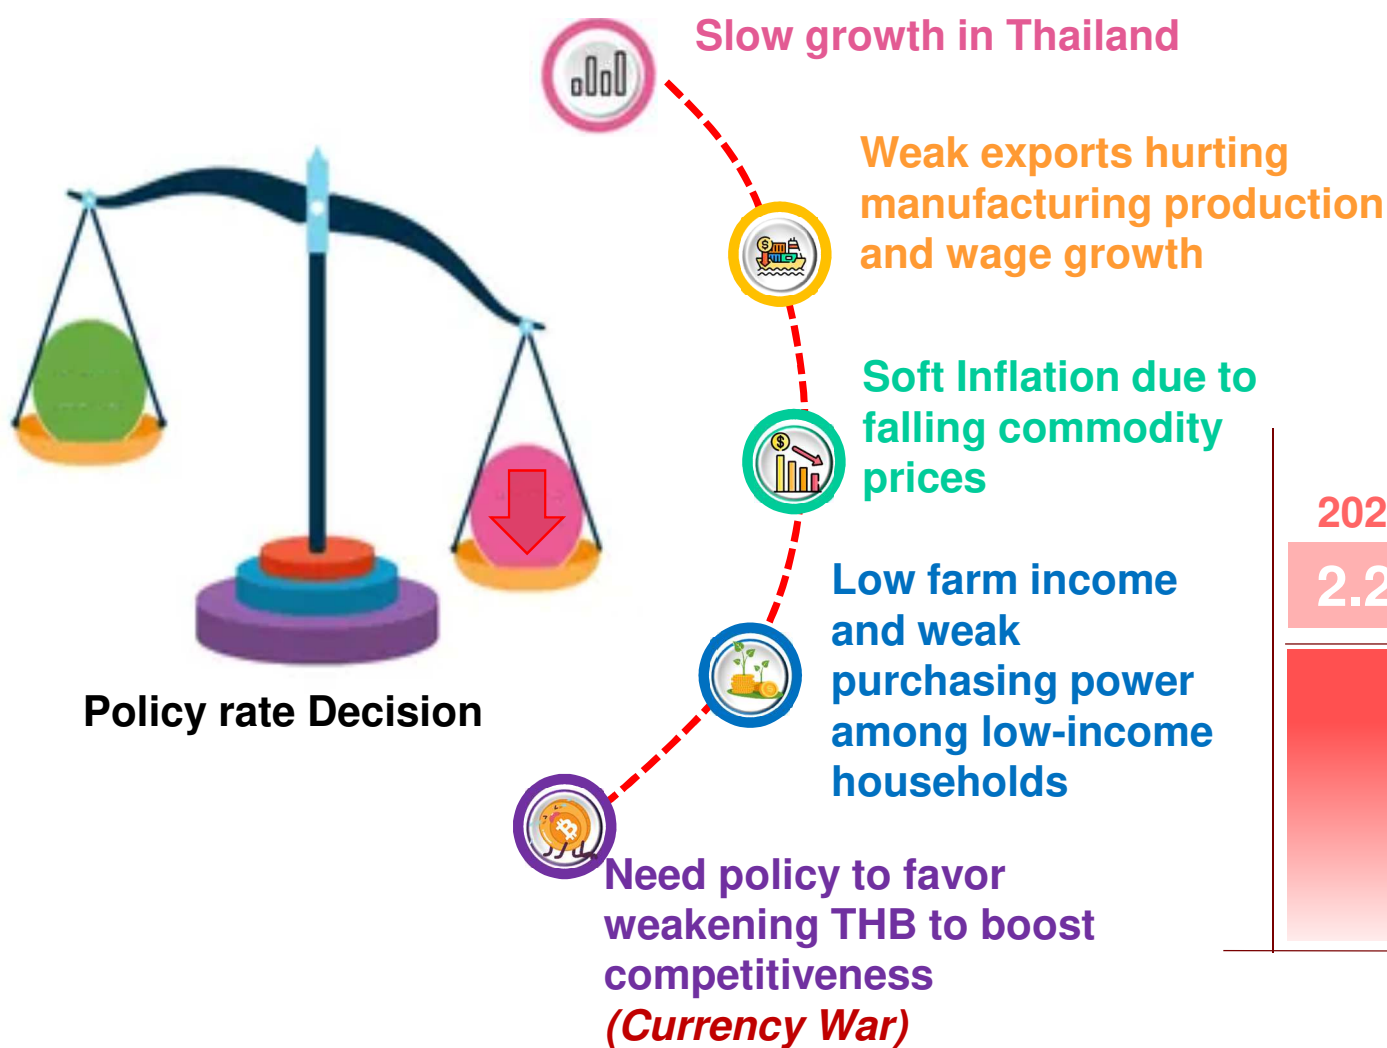 Slow growth in Thailand
Weak exports hurting
manufacturing production
and wage growth
Soft Inflation due to
falling commodity
prices
202
2.2
Low farm income
and weak
purchasing power
among low-income
households
Policy rate Decision
Need policy to favor
weakening THB to boost
competitiveness
(Currency War)